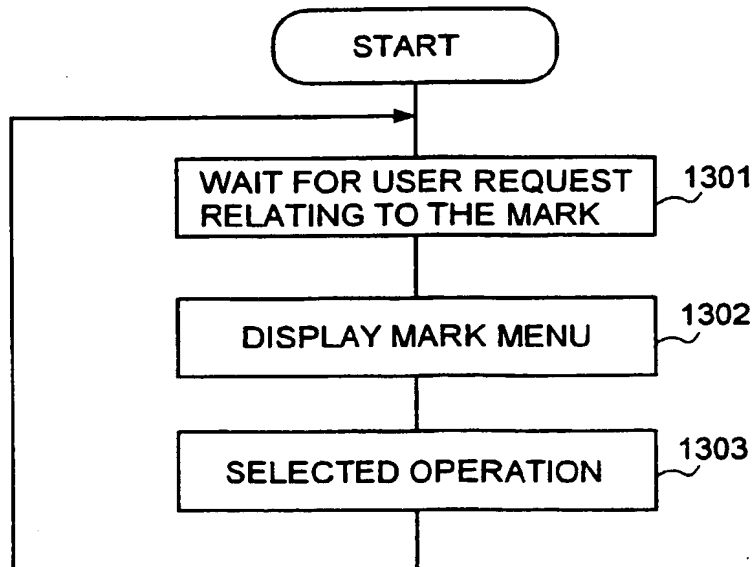 START
WAIT FOR USER REQUEST
RELATING TO THE MARK
1301
DISPLAY MARK MENU
1302
SELECTED OPERATION
1303